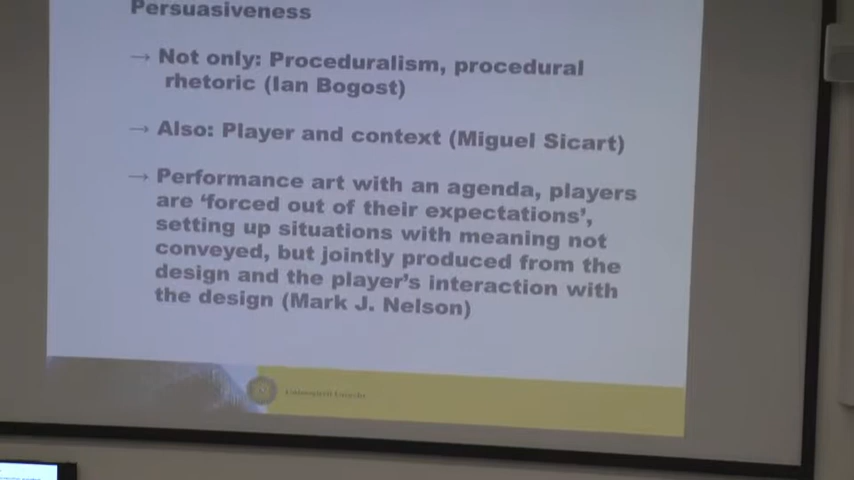 Persuasiveness
→ Not only: Proceduralism, procedural
rhetoric (Ian Bogost)
→ Also: Player and context (Miguel Sicart)
→ Performance art with an agenda, players
are ‘forced out of their expectations’,
setting up situations with meaning not
conveyed, but jointly produced from the
design and the player’s interaction with
the design (Mark J. Nelson)